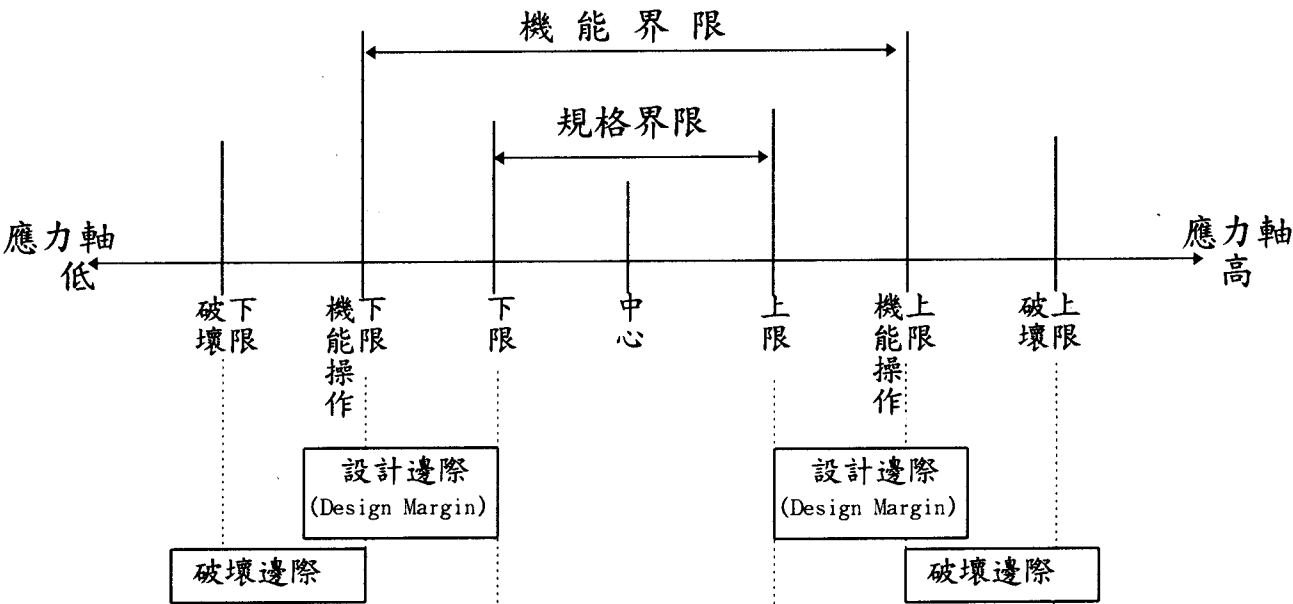 機能界限
規格界限
應力軸
低
應力軸
高
破壞
下限
機能操作
下限
下限
中心
上限
機能操作
上限
破壞
上限
設計邊際
(Design Margin)
設計邊際
(Design Margin)
破壞邊際
破壞邊際